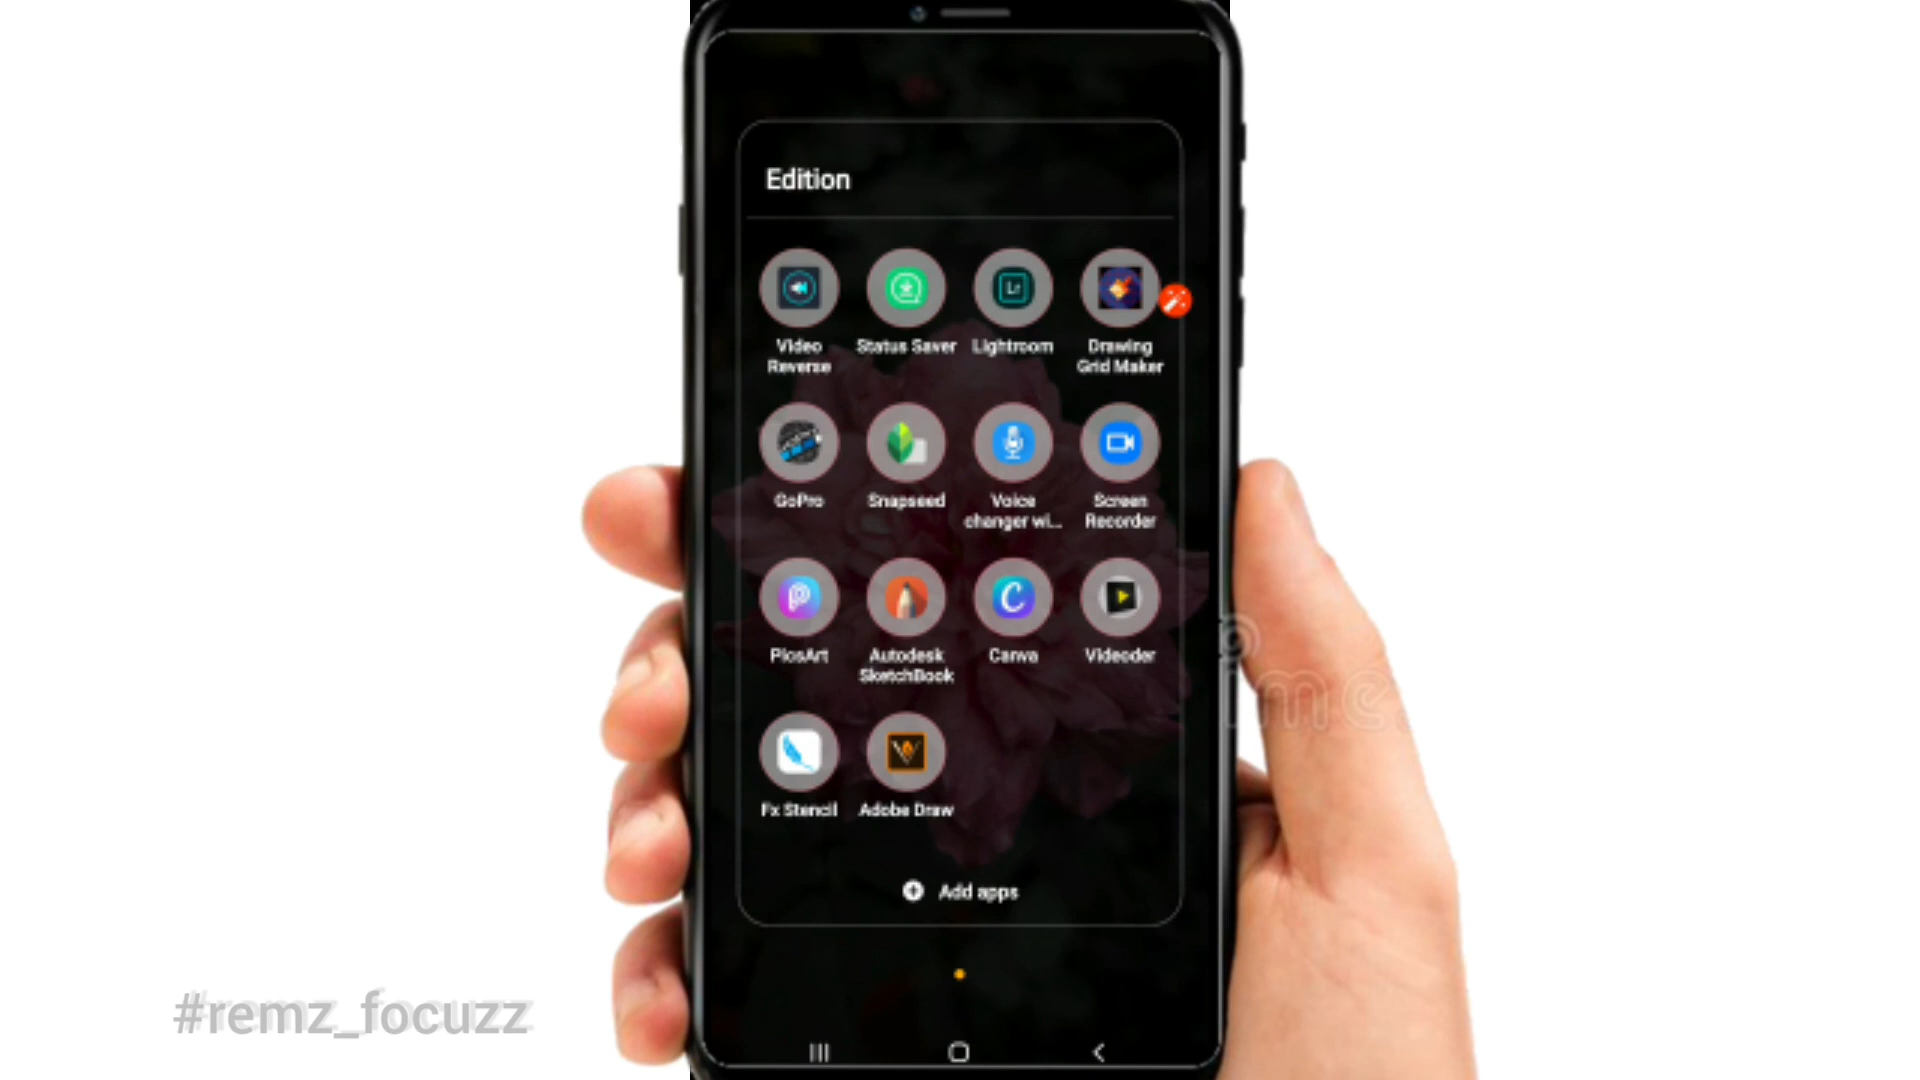 Edition
Video Reverse
Status Saver
Lightroom
Drawing Grid Maker
GoPro
Snapseed
Voice changer wi...
Screen Recorder
PicsArt
Autodesk SketchBook
Canva
Videoder
Fx Stencil
Adobe Draw
Add apps
#remz_focuzz